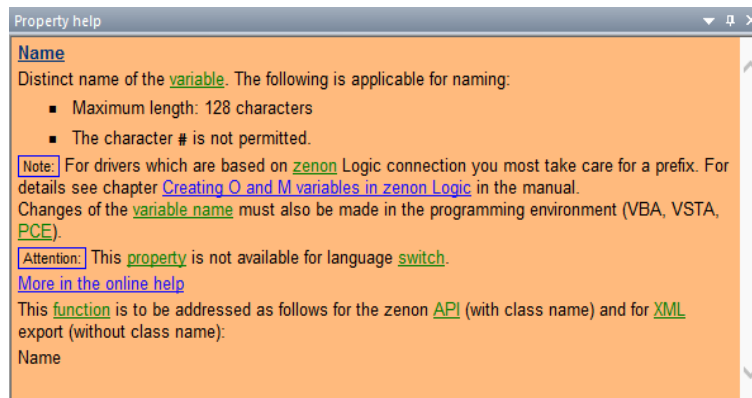 Property help
Name
Distinct name of the variable. The following is applicable for naming:
▪ Maximum length: 128 characters
▪ The character # is not permitted.
Note: For drivers which are based on zenon Logic connection you most take care for a prefix. For
details see chapter Creating O and M variables in zenon Logic in the manual.
Changes of the variable name must also be made in the programming environment (VBA, VSTA,
PCE).
Attention: This property is not available for language switch.
More in the online help
This function is to be addressed as follows for the zenon API (with class name) and for XML
export (without class name):
Name